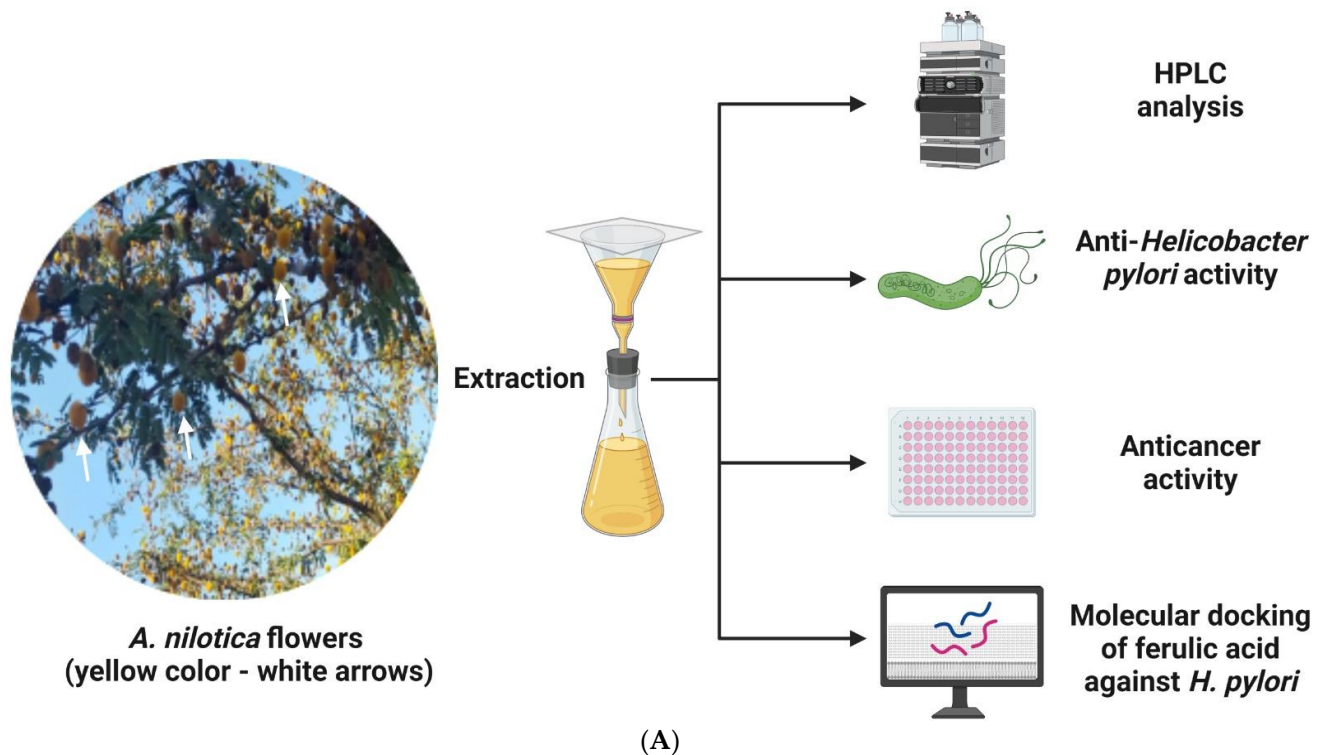 HPLC
analysis
Anti-Helicobacter
pylori activity
Extraction
Anticancer
activity
A. nilotica flowers
(yellow color - white arrows)
Molecular docking
of ferulic acid
against H. pylori
(A)